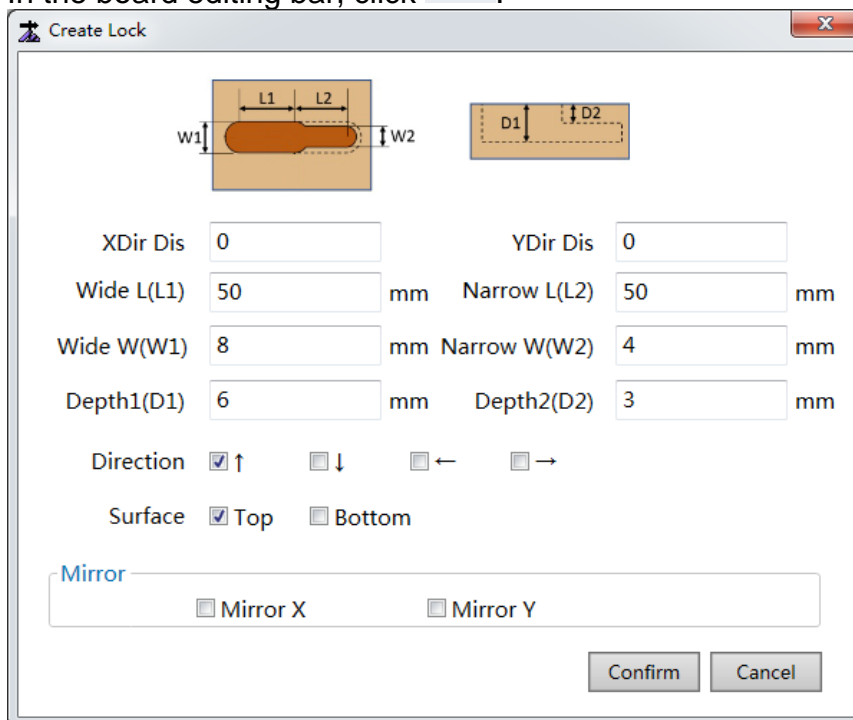 In the board editing bar, click .
Create Lock
L1 L2
W1 W2
D1 D2
XDir Dis 0 YDir Dis 0
Wide L(L1) 50 mm Narrow L(L2) 50 mm
Wide W(W1) 8 mm Narrow W(W2) 4 mm
Depth1(D1) 6 mm Depth2(D2) 3 mm
Direction ↑ ↓ ← →
Surface Top Bottom
Mirror
Mirror X Mirror Y
Confirm Cancel